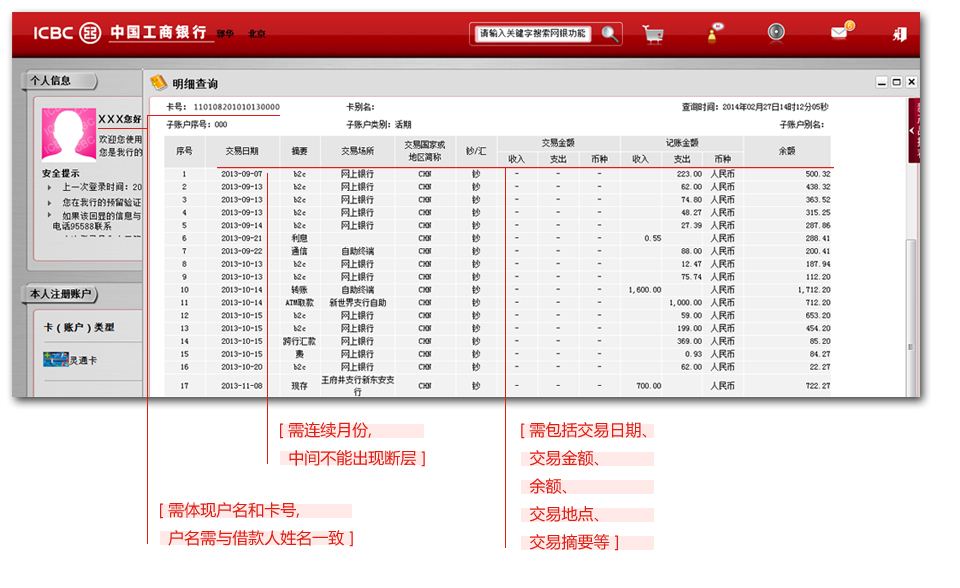 ICBC 中国工商银行 北京
请输入关键字搜索网银功能
个人信息
XXX您好
欢迎您使用
您是我行的
安全提示
上一次登录时间：20
您在我行的预留验证
如果该回显的信息与
电话95588联系
本人注册账户
卡（账户）类型
灵通卡
明细查询
卡号： 110108201010130000 卡别名： 查询时间：2014年02月27日14时12分05秒
子账户序号：000 子账户类别：活期 子账户别名：
序号 交易日期 摘要 交易场所 交易国家或地区简称 钞/汇 交易金额 记账金额 余额
收入 支出 币种 收入 支出 币种
1 2013-09-07 b2c 网上银行 CHN 钞 - - - 223.00 人民币 500.32
2 2013-09-13 b2c 网上银行 CHN 钞 - - - 62.00 人民币 438.32
3 2013-09-13 b2c 网上银行 CHN 钞 - - - 74.80 人民币 363.52
4 2013-09-13 b2c 网上银行 CHN 钞 - - - 48.27 人民币 315.25
5 2013-09-14 b2c 网上银行 CHN 钞 - - - 27.39 人民币 287.86
6 2013-09-21 利息 CHN 钞 - - - 0.55 人民币 288.41
7 2013-09-22 通信 自助终端 CHN 钞 - - - 88.00 人民币 200.41
8 2013-10-13 b2c 网上银行 CHN 钞 - - - 12.47 人民币 187.94
9 2013-10-13 b2c 网上银行 CHN 钞 - - - 75.74 人民币 112.20
10 2013-10-14 转账 自助终端 CHN 钞 - - - 1,600.00 人民币 1,712.20
11 2013-10-14 ATM取款 新世界支行自助 CHN 钞 - - - 1,000.00 人民币 712.20
12 2013-10-15 b2c 网上银行 CHN 钞 - - - 59.00 人民币 653.20
13 2013-10-15 b2c 网上银行 CHN 钞 - - - 199.00 人民币 454.20
14 2013-10-15 跨行汇款 网上银行 CHN 钞 - - - 369.00 人民币 85.20
15 2013-10-15 费 网上银行 CHN 钞 - - - 0.93 人民币 84.27
16 2013-10-20 b2c 网上银行 CHN 钞 - - - 62.00 人民币 22.27
17 2013-11-08 现存 王府井支行新东安支行 CHN 钞 - - - 700.00 人民币 722.27
[ 需连续月份,
中间不能出现断层 ]
[ 需体现户名和卡号,
户名需与借款人姓名一致 ]
[ 需包括交易日期、
交易金额、
余额、
交易地点、
交易摘要等 ]